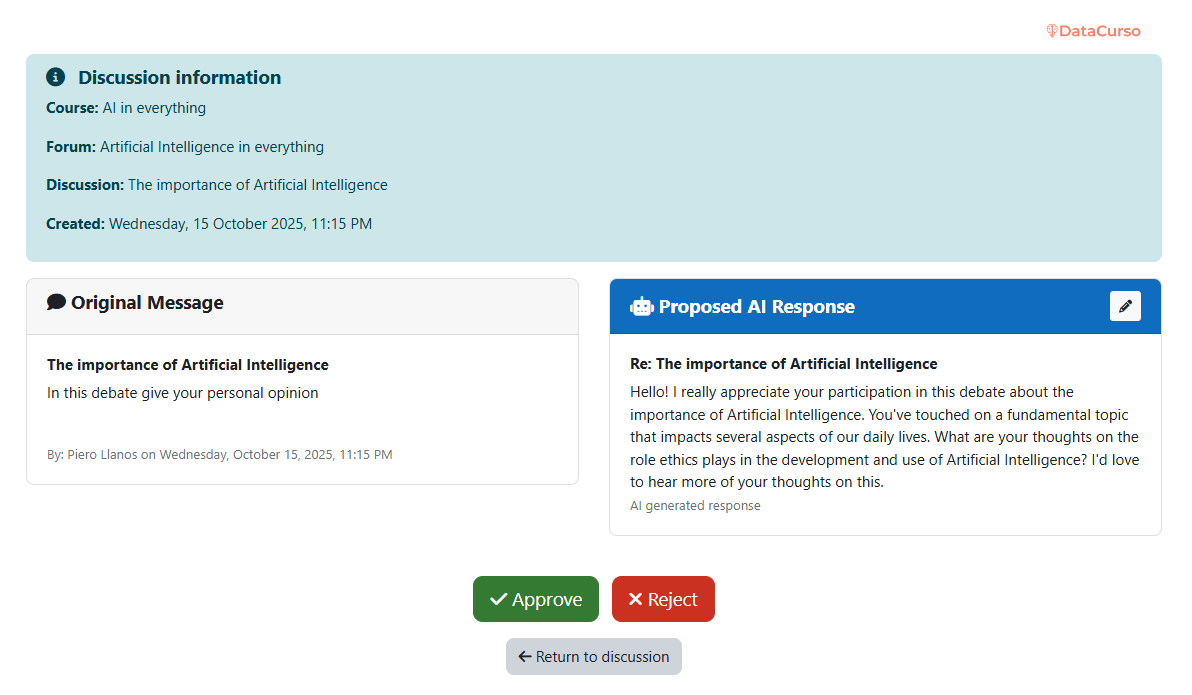 DataCurso
Discussion information
Course: AI in everything
Forum: Artificial Intelligence in everything
Discussion: The importance of Artificial Intelligence
Created: Wednesday, 15 October 2025, 11:15 PM
Original Message
The importance of Artificial Intelligence
In this debate give your personal opinion
By: Piero Llanos on Wednesday, October 15, 2025, 11:15 PM
Proposed AI Response
Re: The importance of Artificial Intelligence
Hello! I really appreciate your participation in this debate about the
importance of Artificial Intelligence. You've touched on a fundamental topic
that impacts several aspects of our daily lives. What are your thoughts on the
role ethics plays in the development and use of Artificial Intelligence? I'd love
to hear more of your thoughts on this.
AI generated response
Approve
Reject
Return to discussion